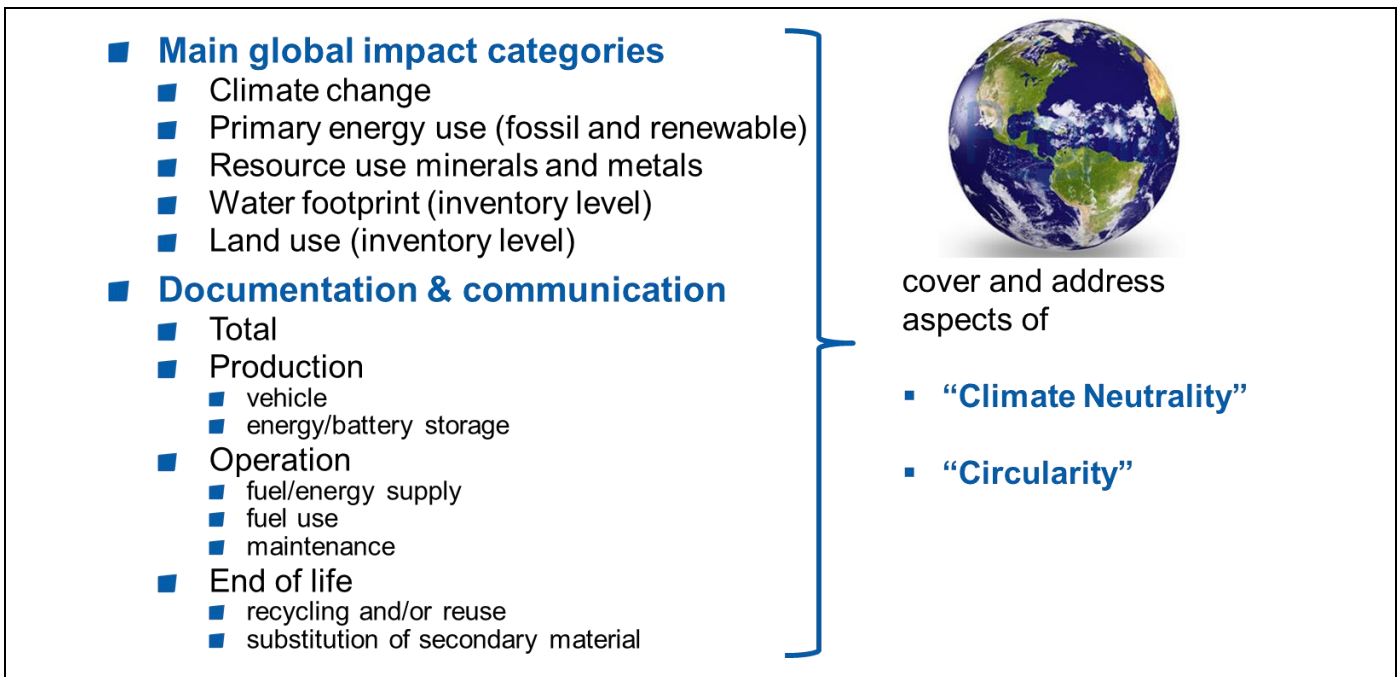 Main global impact categories
Climate change
Primary energy use (fossil and renewable)
Resource use minerals and metals
Water footprint (inventory level)
Land use (inventory level)
Documentation & communication
Total
Production
vehicle
energy/battery storage
Operation
fuel/energy supply
fuel use
maintenance
End of life
recycling and/or reuse
substitution of secondary material
cover and address
aspects of
“Climate Neutrality”
“Circularity”